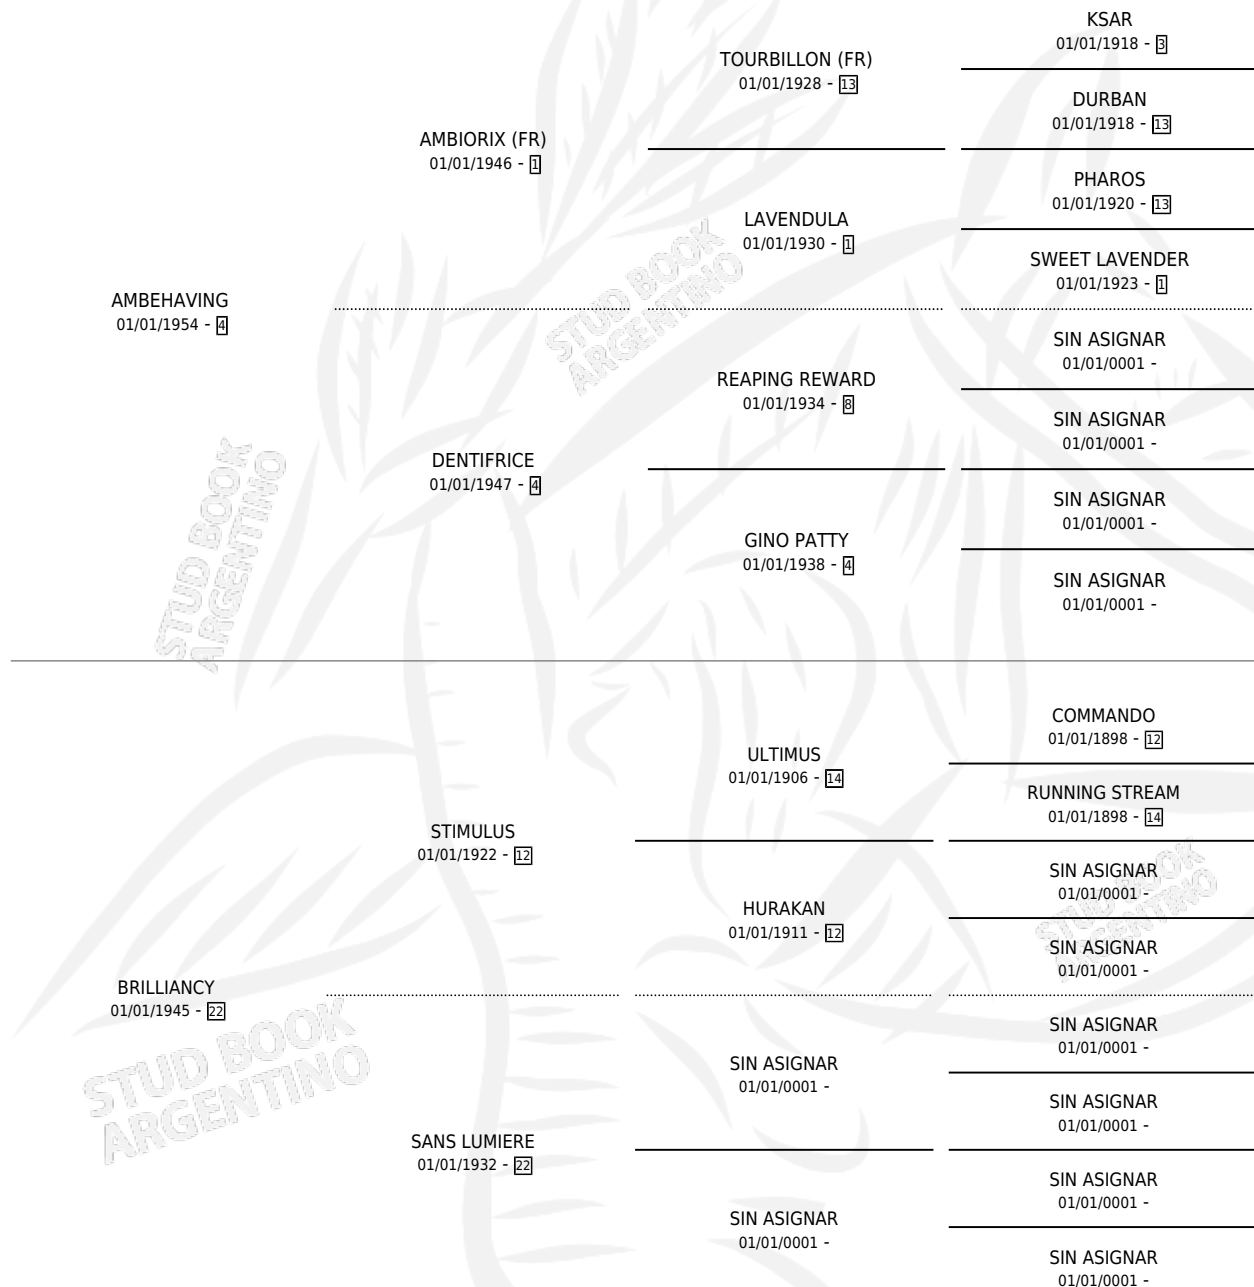 KSAR
01/01/1918 - 3
TOURBILLON (FR)
01/01/1928 - 13
DURBAN
01/01/1918 - 13
AMBIORIX (FR)
01/01/1946 - 1
PHAROS
01/01/1920 - 13
LAVENDULA
01/01/1930 - 1
SWEET LAVENDER
01/01/1923 - 1
AMBEHAVING
01/01/1954 - 4
SIN ASIGNAR
01/01/0001 -
REAPING REWARD
01/01/1934 - 8
SIN ASIGNAR
01/01/0001 -
DENTIFRICE
01/01/1947 - 4
SIN ASIGNAR
01/01/0001 -
GINO PATTY
01/01/1938 - 4
SIN ASIGNAR
01/01/0001 -
COMMANDO
01/01/1898 - 12
ULTIMUS
01/01/1906 - 14
RUNNING STREAM
01/01/1898 - 14
STIMULUS
01/01/1922 - 12
SIN ASIGNAR
01/01/0001 -
HURAKAN
01/01/1911 - 12
SIN ASIGNAR
01/01/0001 -
BRILLIANCY
01/01/1945 - 22
SIN ASIGNAR
01/01/0001 -
SIN ASIGNAR
01/01/0001 -
SIN ASIGNAR
01/01/0001 -
SANS LUMIERE
01/01/1932 - 22
SIN ASIGNAR
01/01/0001 -
SIN ASIGNAR
01/01/0001 -
SIN ASIGNAR
01/01/0001 -
STUD BOOK
ARGENTINO
STUD BOOK
ARGENTINO
STUD BOOK
ARGENTINO
STUD BOOK
ARGENTINO